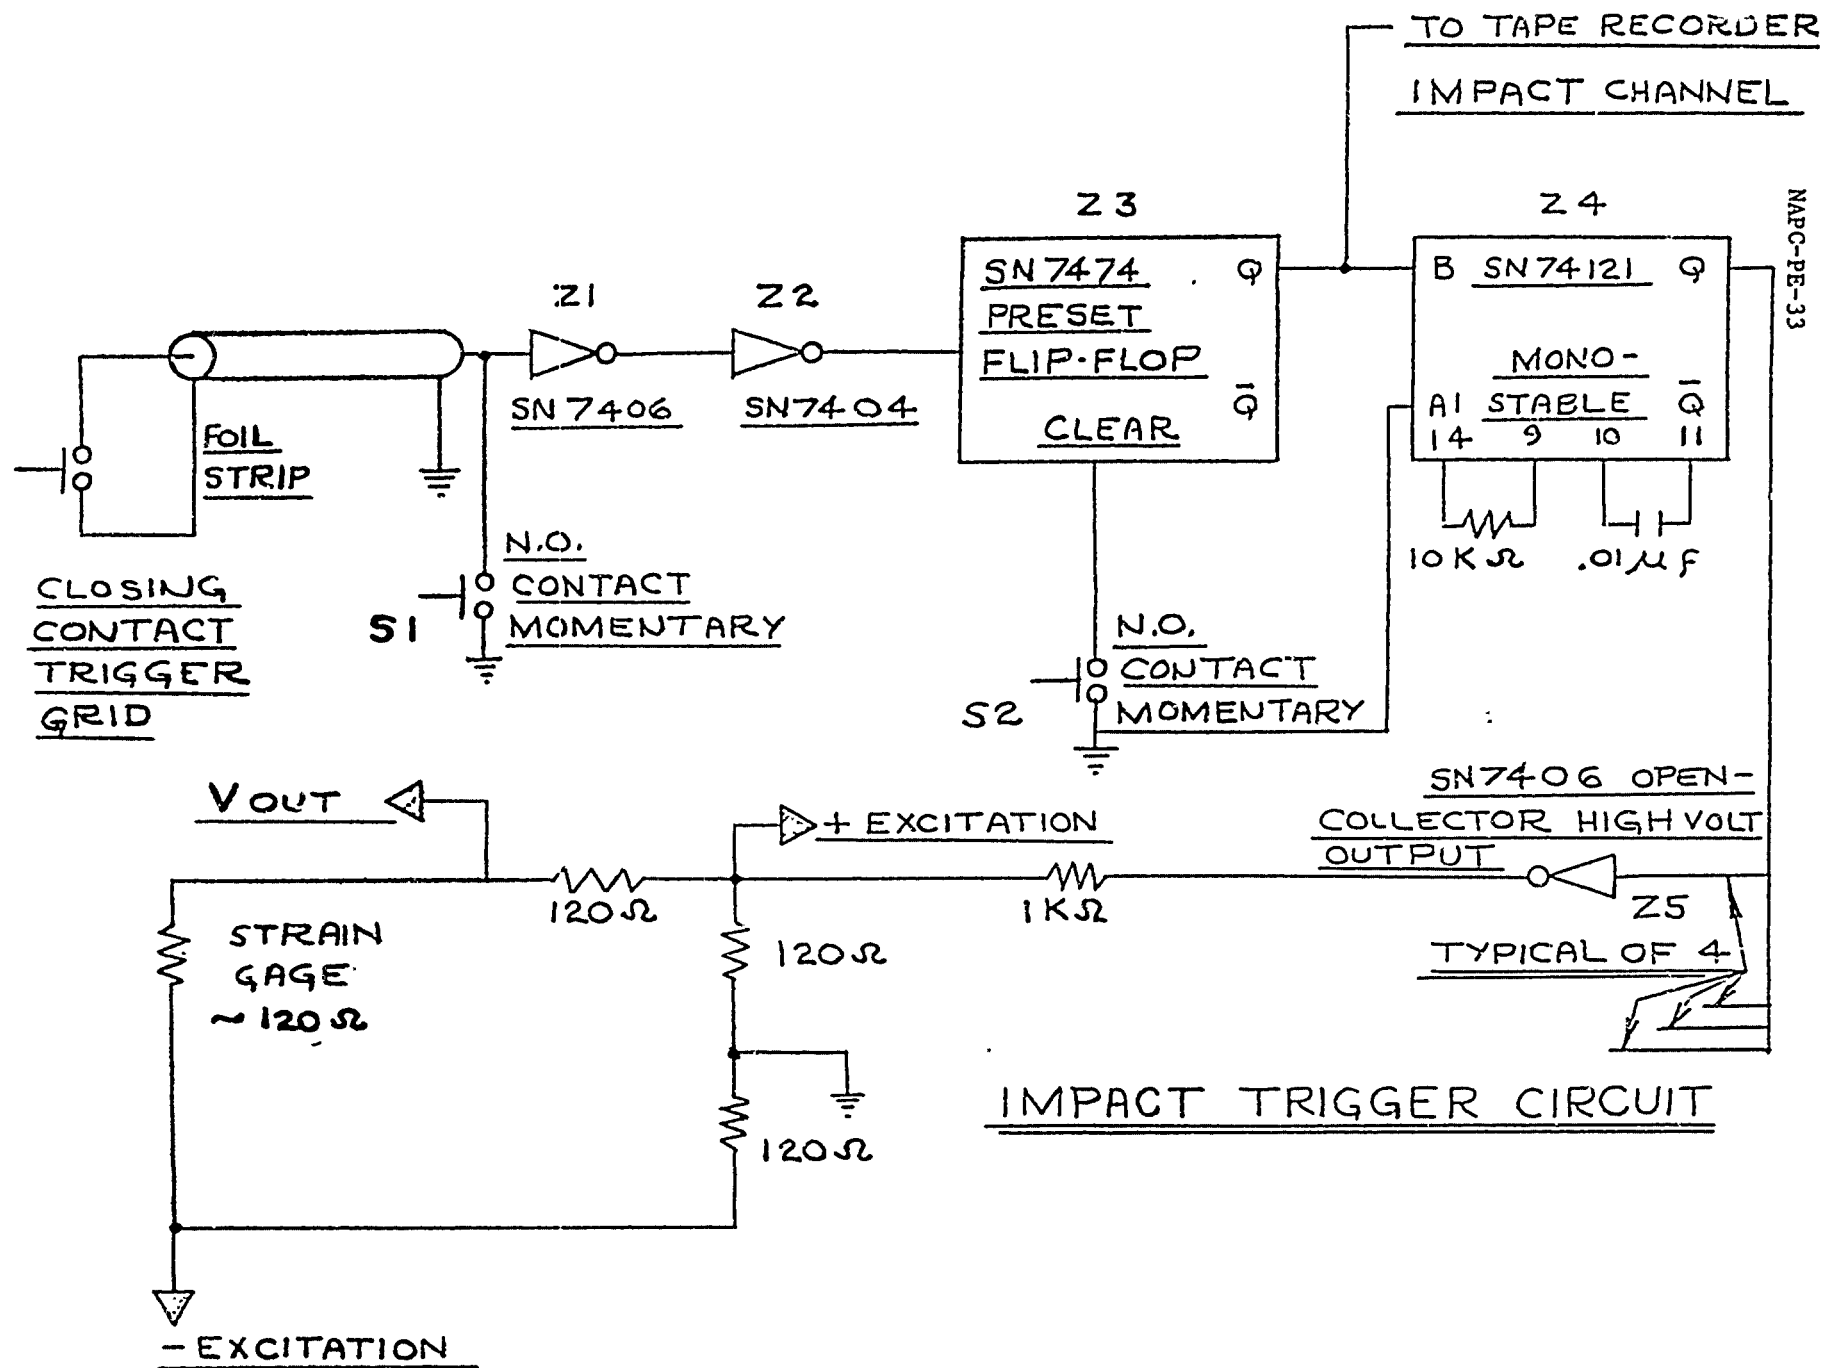 TO TAPE RECORDER
IMPACT CHANNEL
NAPC-PE-33
Z3
Z4
SN7474 Q
PRESET
FLIP-FLOP
Q̅
CLEAR
B SN74121 Q
MONO-
A1 STABLE Q̅
14 9 10 11
10KΩ .01μf
Z1
Z2
SN7406
SN7404
FOIL
STRIP
CLOSING
CONTACT
TRIGGER
GRID
N.O.
CONTACT
S1 MOMENTARY
N.O.
CONTACT
S2 MOMENTARY
SN7406 OPEN-
COLLECTOR HIGH VOLT
OUTPUT
Z5
TYPICAL OF 4
VOUT
+ EXCITATION
120Ω
1KΩ
STRAIN
GAGE
~120Ω
120Ω
120Ω
IMPACT TRIGGER CIRCUIT
- EXCITATION